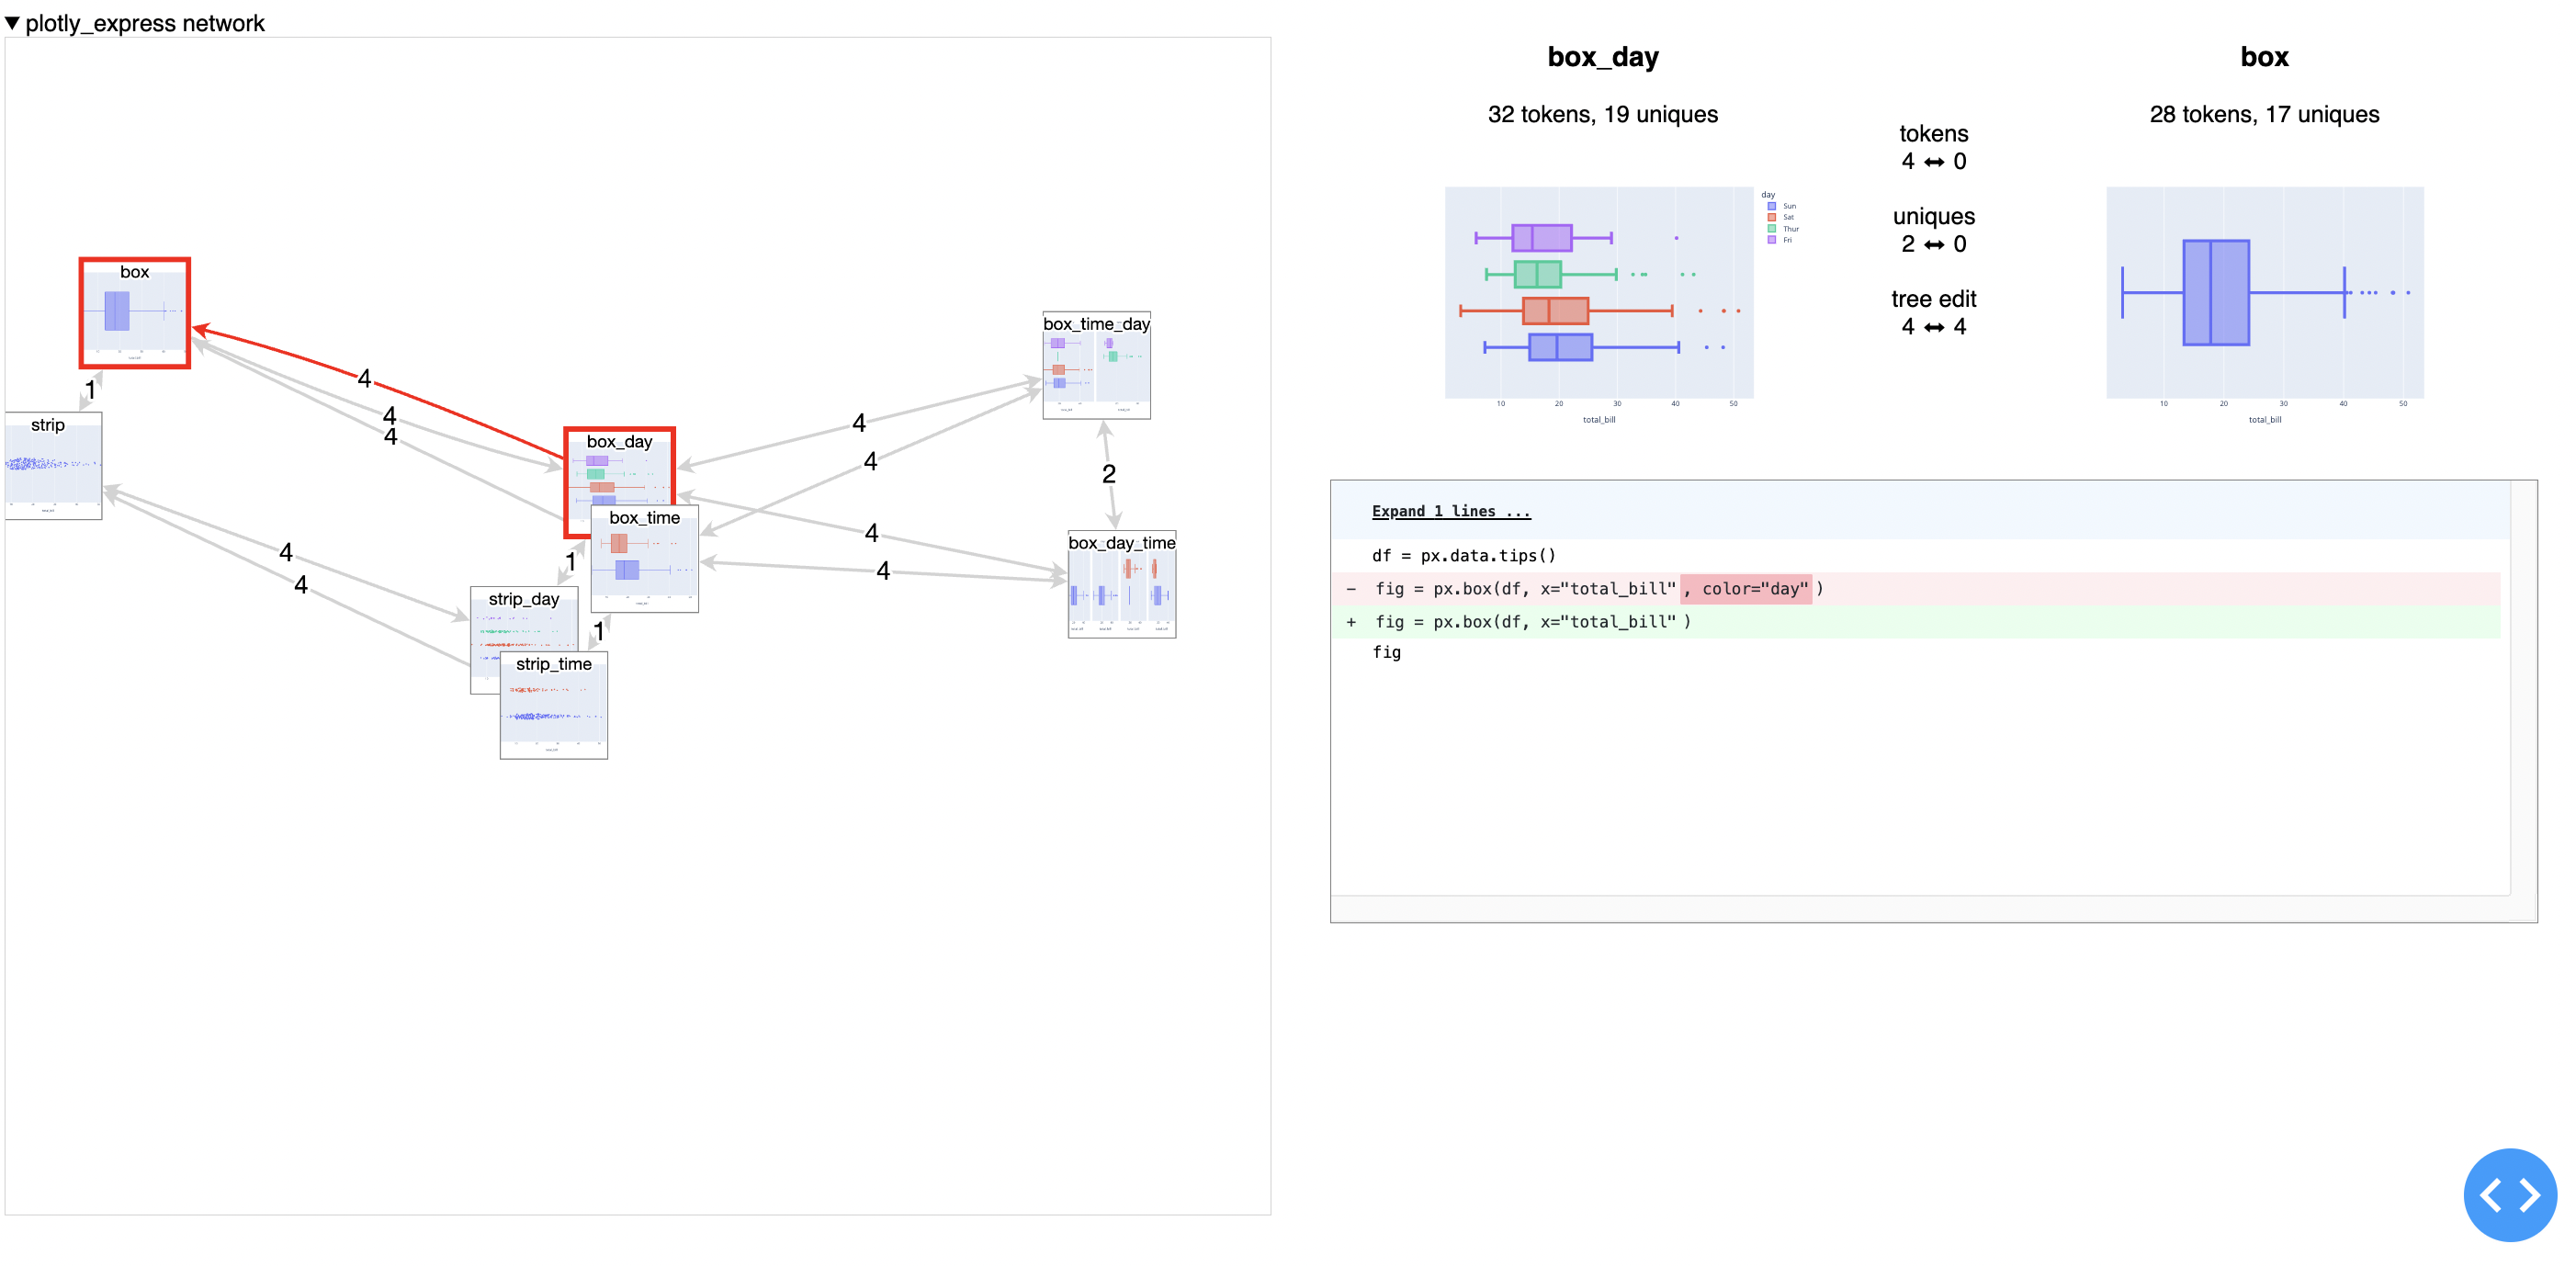 ▼ plotly_express network
box
4
1
4
4
strip
box_day
box_time
4
4
1
strip_day
1
strip_time
4
4
4
4
box_time_day
2
box_day_time
box_day
32 tokens, 19 uniques
box
28 tokens, 17 uniques
tokens
4 ↔ 0
uniques
2 ↔ 0
tree edit
4 ↔ 4
day
Sun
Sat
Thur
Fri
10 20 30 40 50
total_bill
10 20 30 40 50
total_bill
Expand 1 lines ...
df = px.data.tips()
- fig = px.box(df, x="total_bill", color="day")
+ fig = px.box(df, x="total_bill")
fig